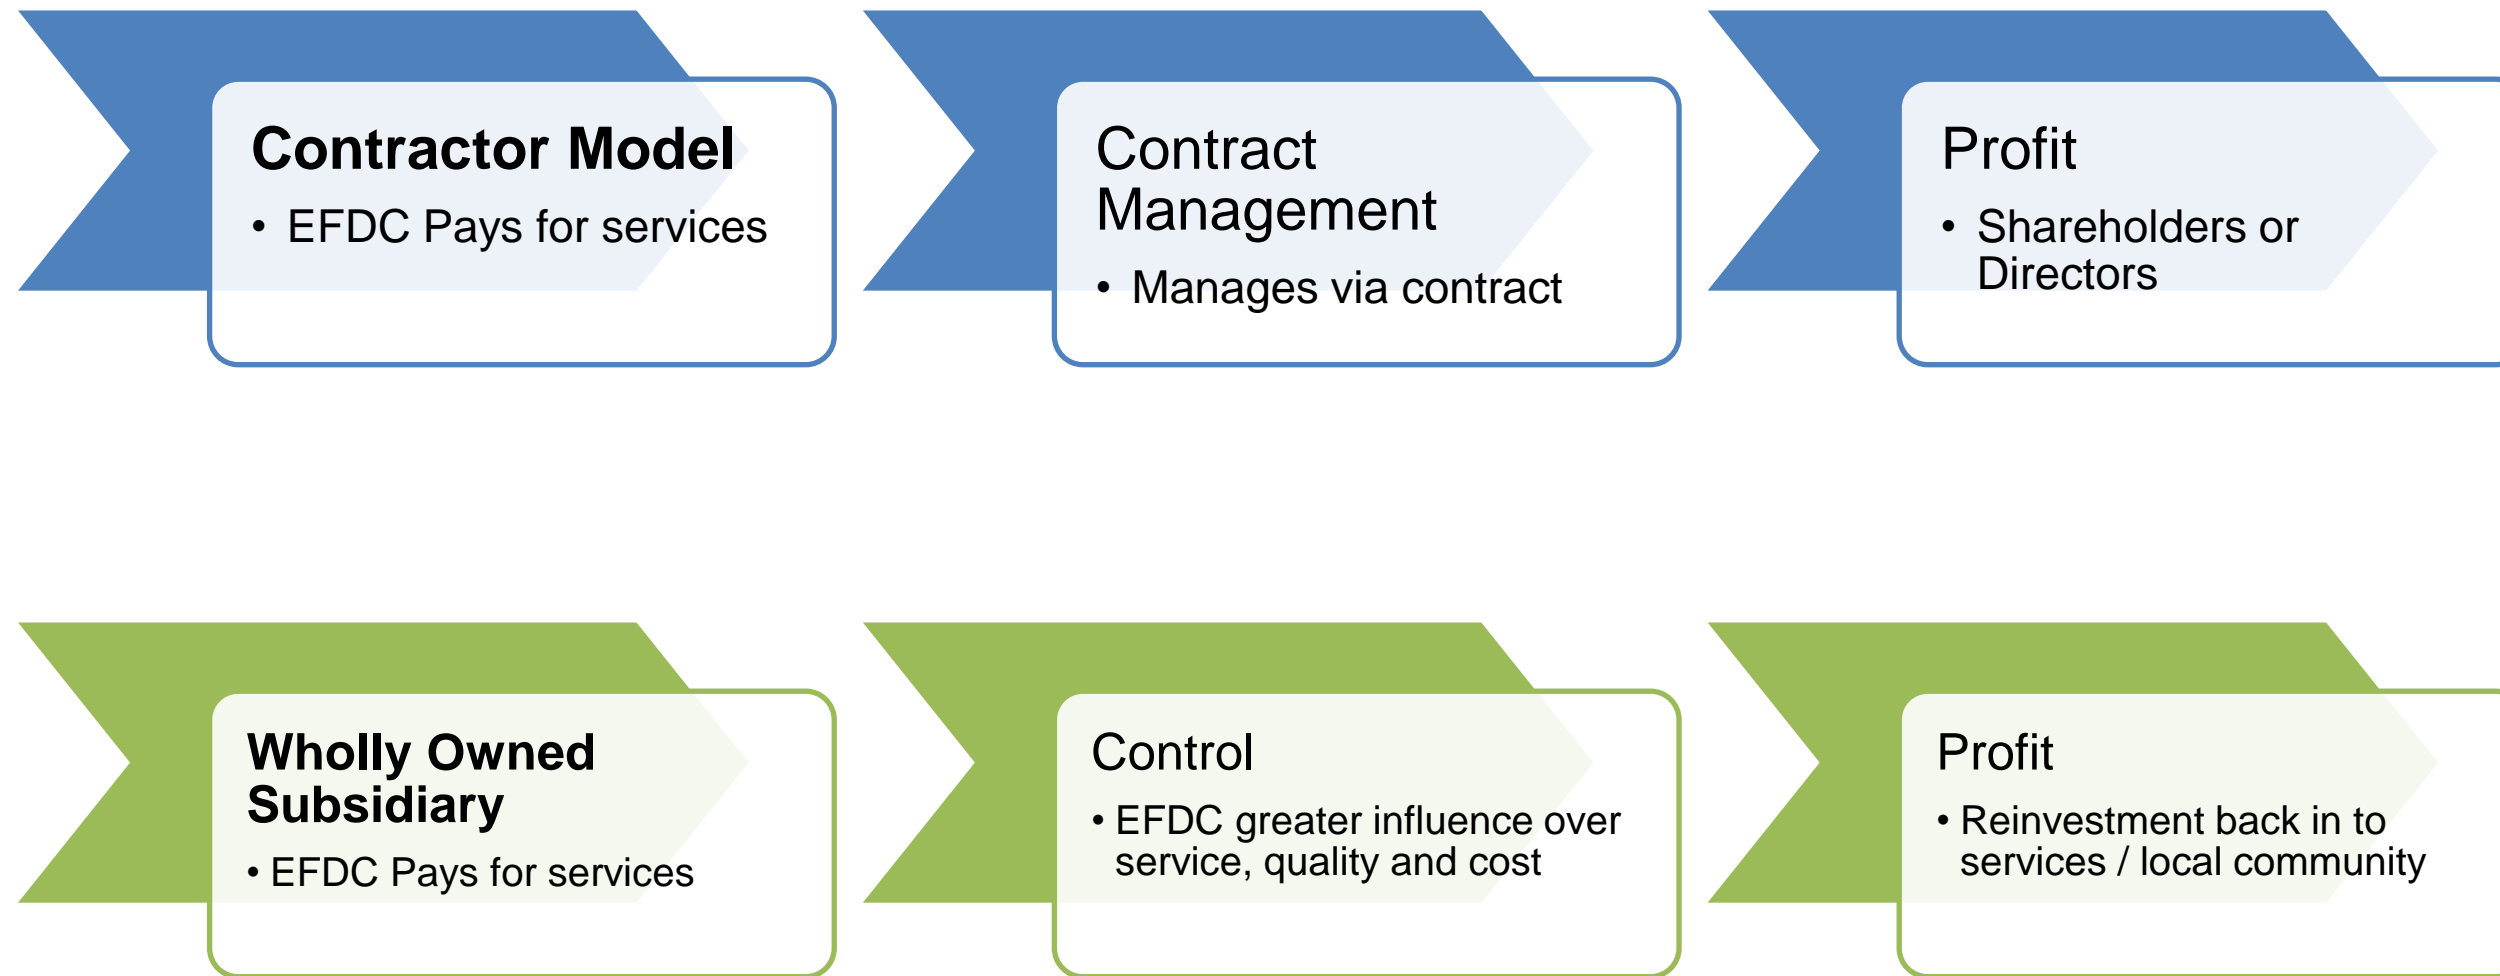 Contractor Model
• EFDC Pays for services
Contract
Management
• Manages via contract
Profit
• Shareholders or
Directors
Wholly Owned
Subsidiary
• EFDC Pays for services
Control
• EFDC greater influence over
service, quality and cost
Profit
• Reinvestment back in to
services / local community